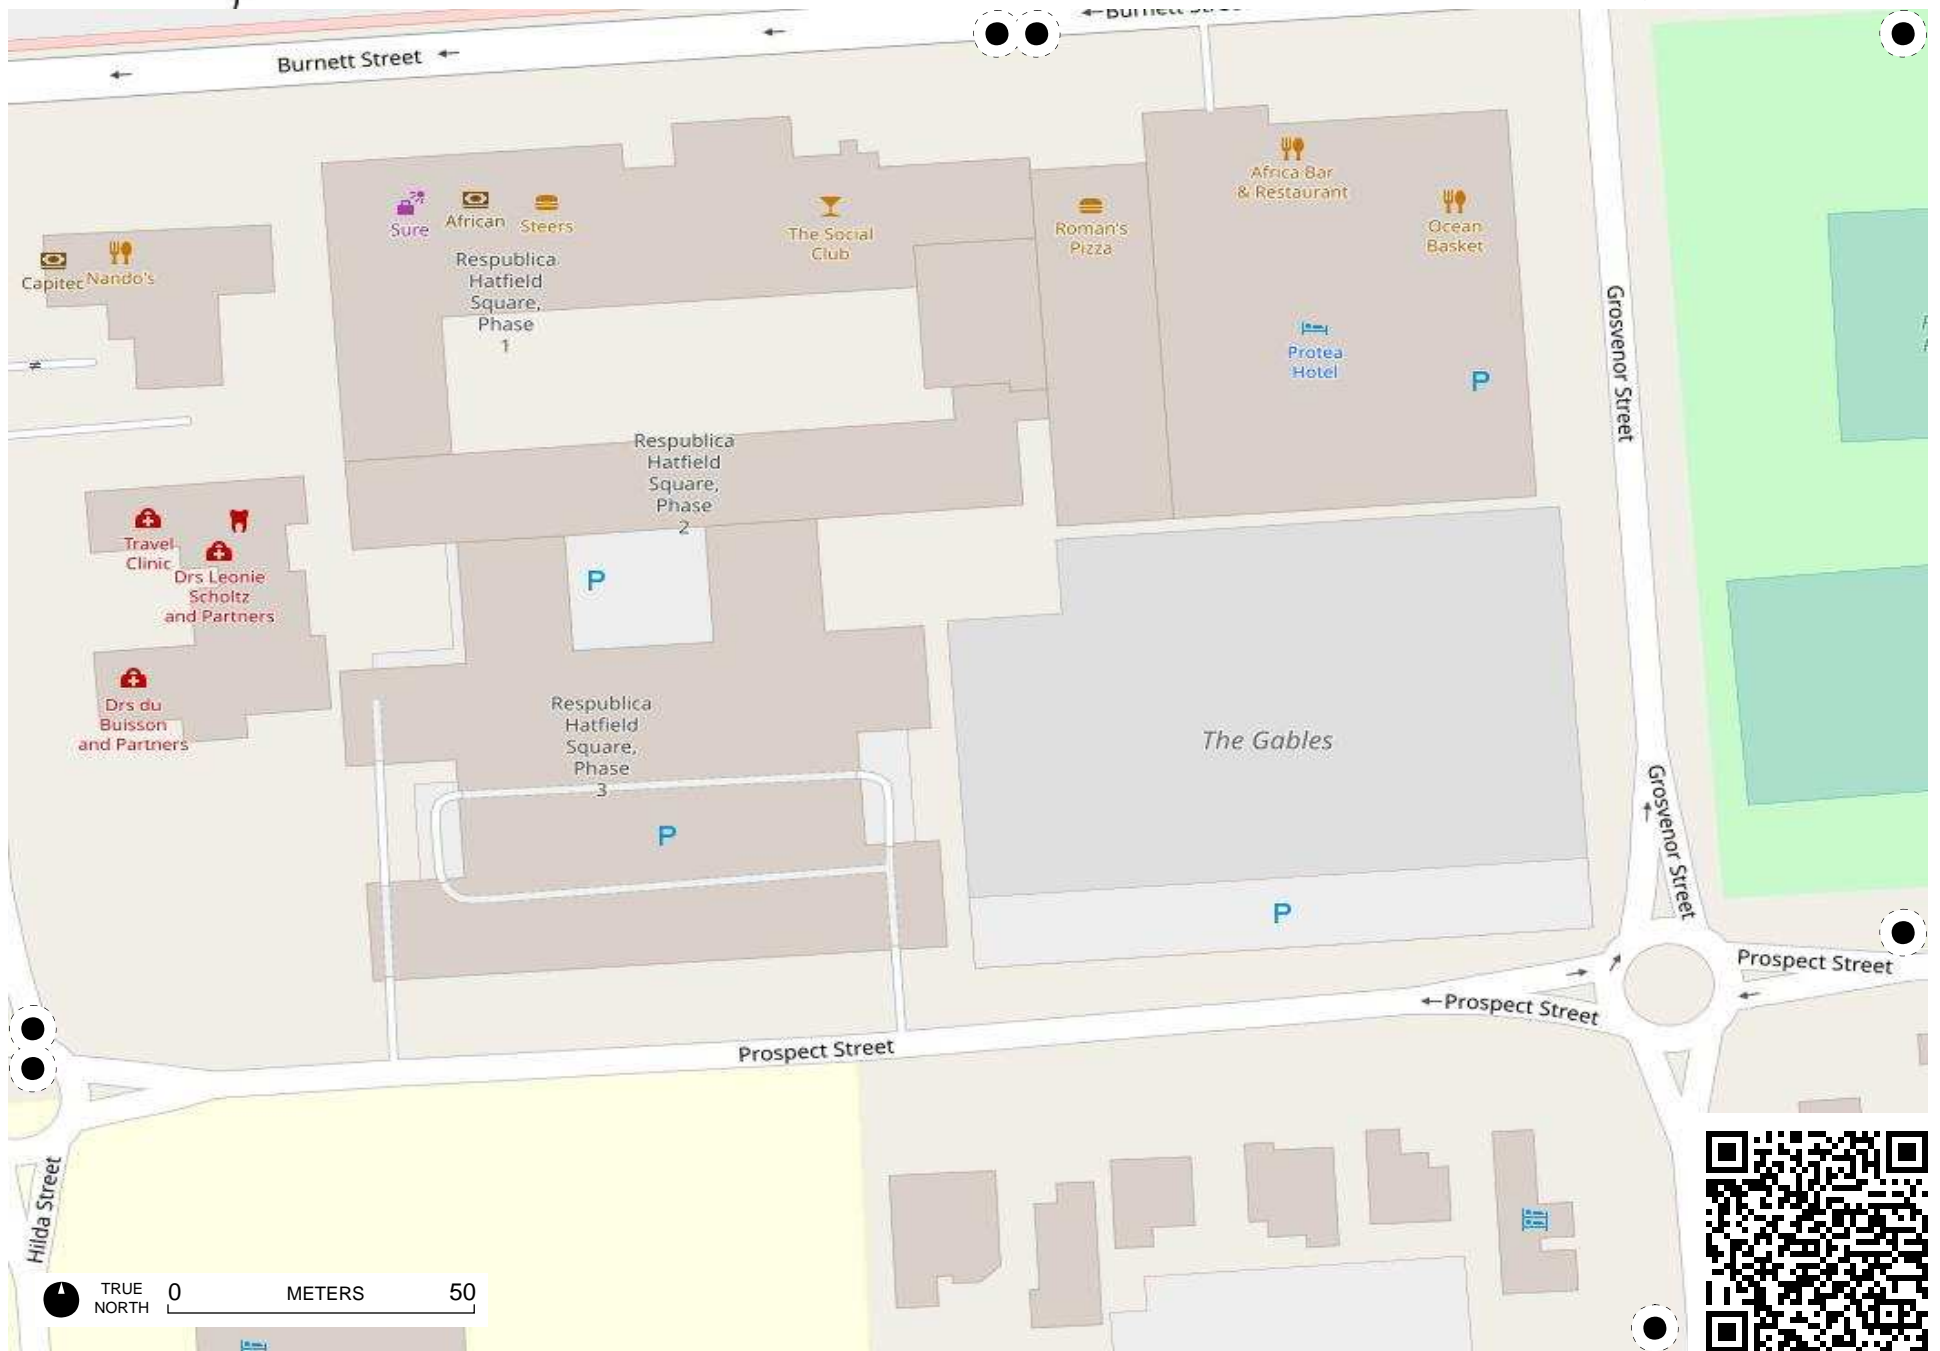 Burnett Street
Burnett Street
Africa Bar
& Restaurant
Sure
African
Steers
The Social
Club
Roman's
Pizza
Ocean
Basket
Capitec
Nando's
Respublica
Hatfield
Square,
Phase
1
Protea
Hotel
P
Grosvenor Street
Respublica
Hatfield
Square,
Phase
2
Travel
Clinic
Drs Leonie
Scholtz
and Partners
P
Drs du
Buisson
and Partners
Respublica
Hatfield
Square,
Phase
3
The Gables
Grosvenor Street
P
P
Prospect Street
Prospect Street
Prospect Street
Hilda Street
TRUE
NORTH
0 METERS 50